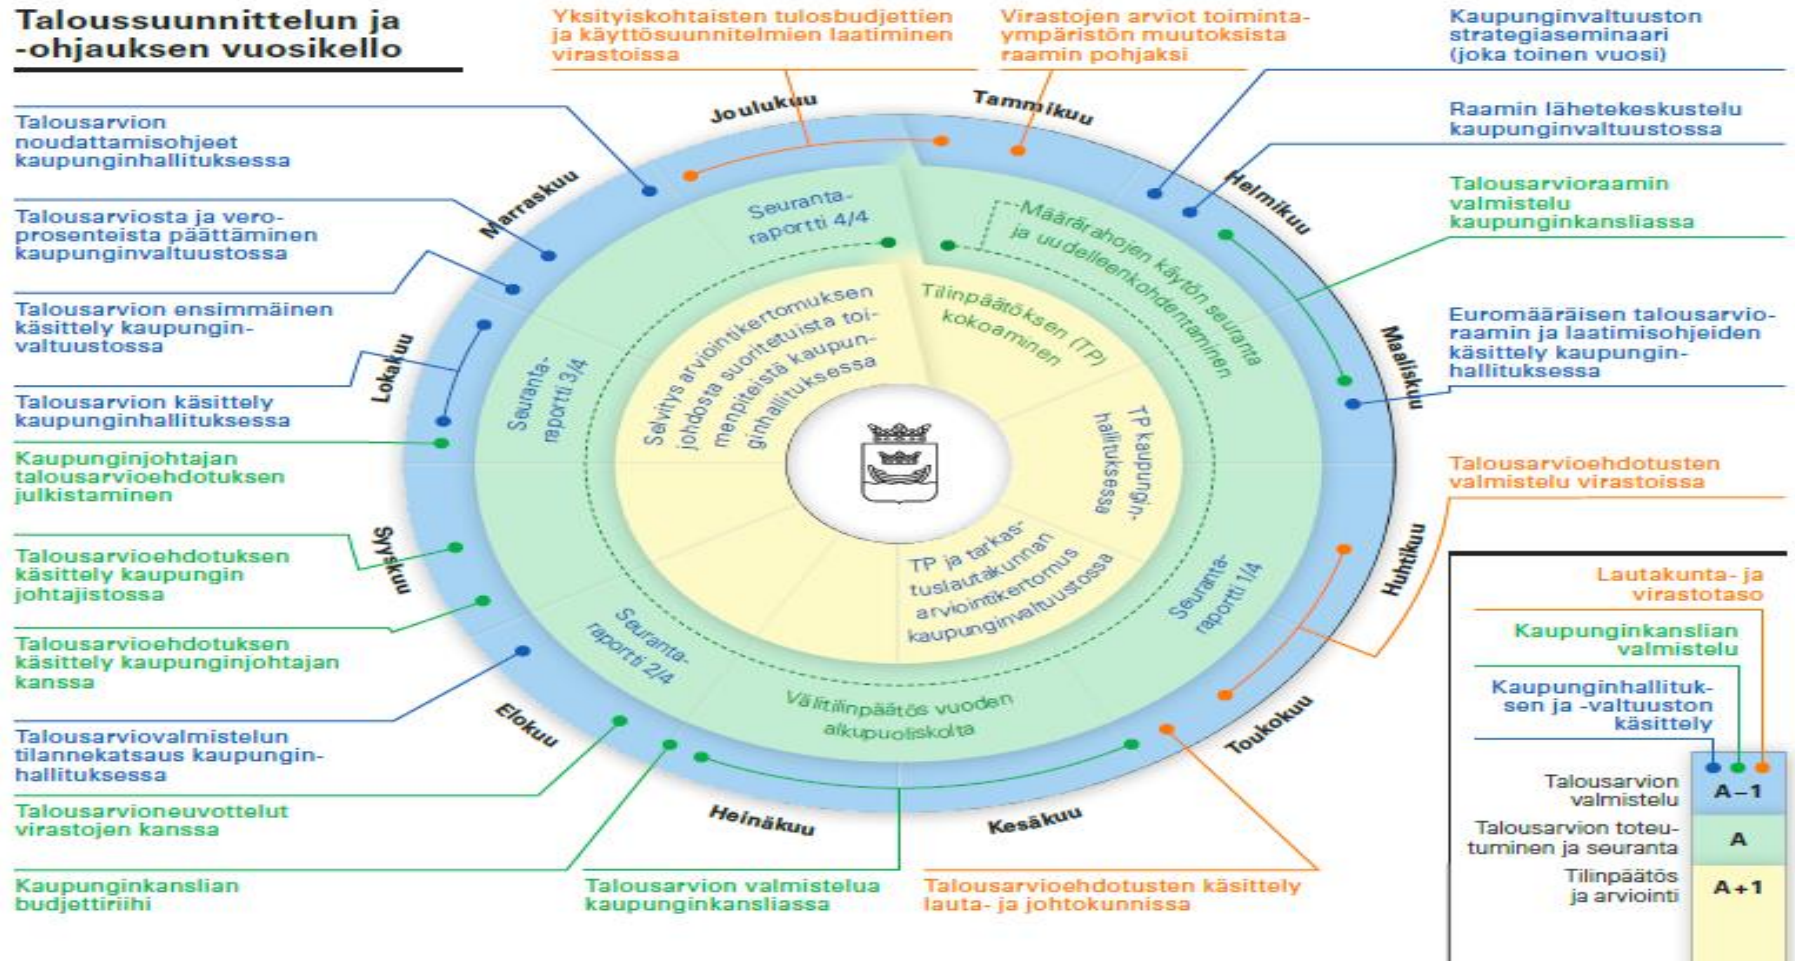 Taloussuunnittelun ja
-ohjauksen vuosikello
Yksityiskohtaisten tulosbudjettien
ja käyttösuunnitelmien laatiminen
virastoissa
Virastojen arviot toiminta-
ympäristön muutoksista
raamin pohjaksi
Kaupunginvaltuuston
strategiaseminaari
(joka toinen vuosi)
Raamin lähetekeskustelu
kaupunginvaltuustossa
Talousarvioraamin
valmistelu
kaupunginkansliassa
Euromääräisen talousarvio-
raamin ja laatimisohjeiden
käsittely kaupungin-
hallituksessa
Talousarvioehdotusten
valmistelu virastoissa
Talousarvioehdotusten käsittely
lauta- ja johtokunnissa
Talousarvion valmistelua
kaupunginkansliassa
Kaupunginkanslian
budjettiriihi
Talousarvioneuvottelut
virastojen kanssa
Talousarviovalmistelun
tilannekatsaus kaupungin-
hallituksessa
Talousarvioehdotuksen
käsittely kaupunginjohtajan
kanssa
Talousarvioehdotuksen
käsittely kaupungin
johtajistossa
Kaupunginjohtajan
talousarvioehdotuksen
julkistaminen
Talousarvion käsittely
kaupunginhallituksessa
Talousarvion ensimmäinen
käsittely kaupungin-
valtuustossa
Talousarviosta ja vero-
prosenteista päättäminen
kaupunginvaltuustossa
Talousarvion
noudattamisohjeet
kaupunginhallituksessa
Tammikuu
Helmikuu
Maaliskuu
Huhtikuu
Toukokuu
Kesäkuu
Heinäkuu
Elokuu
Syyskuu
Lokakuu
Marraskuu
Joulukuu
Määrärahojen käytön seuranta
ja uudelleenkohdentaminen
Seuranta-
raportti 1/4
Välitilinpäätös vuoden
alkupuoliskolta
Seuranta-
raportti 2/4
Seuranta-
raportti 3/4
Seuranta-
raportti 4/4
Tilinpäätöksen (TP)
kokoaminen
TP kaupungin-
hallituksessa
TP ja tarkas-
tuslautakunnan
arviointikertomus
kaupunginvaltuustossa
Selvitys arviointikertomuksen
johdosta suoritetuista toi-
menpiteistä kaupun-
ginhallituksessa
Lautakunta- ja
virastotaso
Kaupunginkanslian
valmistelu
Kaupunginhallituk-
sen ja -valtuuston
käsittely
Talousarvion
valmistelu
A–1
Talousarvion toteu-
tuminen ja seuranta
A
Tilinpäätös
ja arviointi
A+1